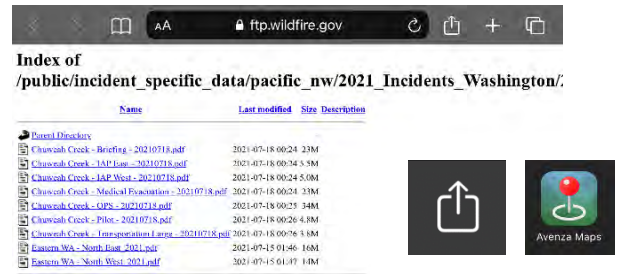 AA ftp.wildfire.gov
Index of
/public/incident_specific_data/pacific_nw/2021_Incidents_Washington/
Name Last modified Size Description
Parent Directory
Chuweah Creek - Briefing - 20210718.pdf 2021-07-18 00:24 23M
Chuweah Creek - IAP East - 20210718.pdf 2021-07-18 00:24 5.5M
Chuweah Creek - IAP West - 20210718.pdf 2021-07-18 00:24 5.0M
Chuweah Creek - Medical Evacuation - 20210718.pdf 2021-07-18 00:24 23M
Chuweah Creek - OPS - 20210718.pdf 2021-07-18 00:25 34M
Chuweah Creek - Pilot - 20210718.pdf 2021-07-18 00:26 4.8M
Chuweah Creek - Transportation Large - 20210718.pdf 2021-07-18 00:26 3.8M
Eastern WA - North East_2021.pdf 2021-07-15 01:46 16M
Eastern WA - North West_2021.pdf 2021-07-15 01:47 14M
Avenza Maps